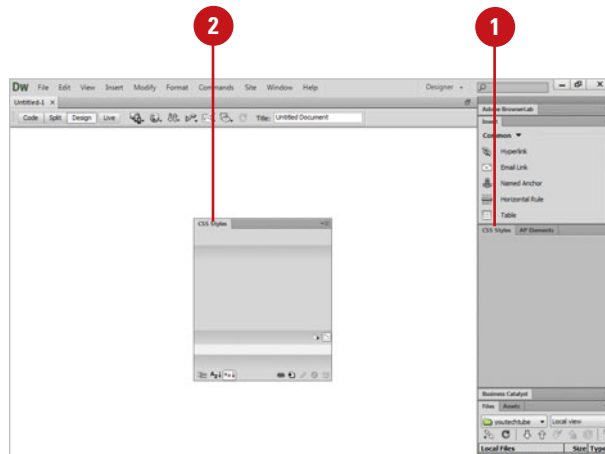 2 1
DW File Edit View Insert Modify Format Commands Site Window Help Designer
Untitled-1 ×
Code Split Design Live Title: Untitled Document
Adobe BrowserLab
Insert
Common
Hyperlink
Email Link
Named Anchor
Horizontal Rule
Table
CSS Styles AP Elements
CSS Styles
Business Catalyst
Files Assets
youtechtube Local view
Local Files Size Type